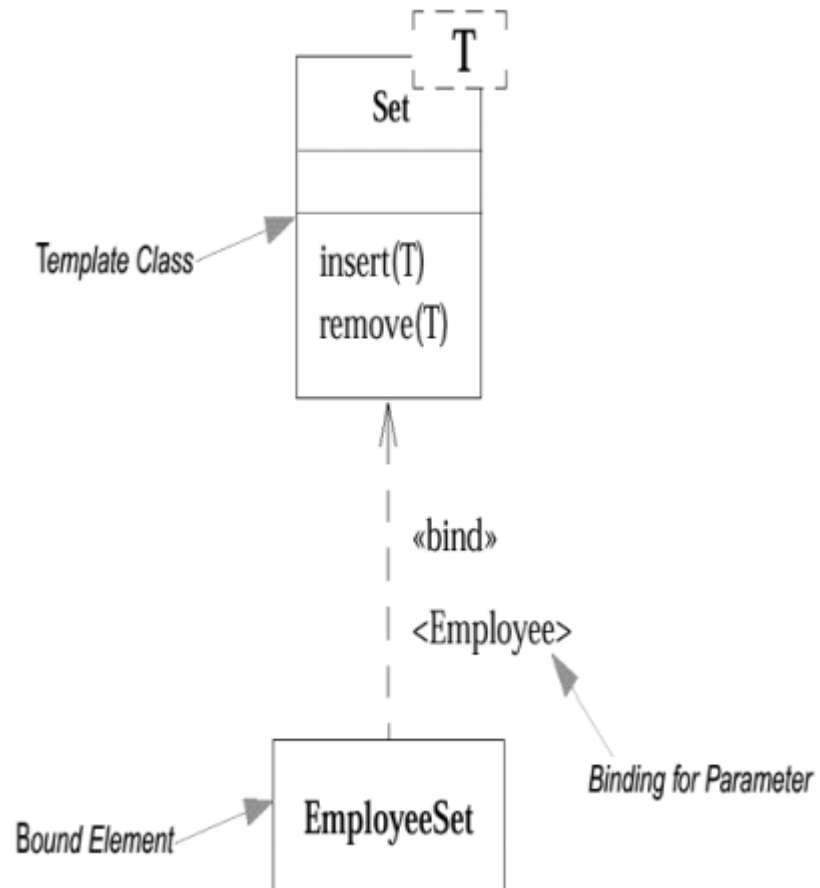 T
Set
Template Class
insert(T)
remove(T)
«bind»
<Employee>
Binding for Parameter
EmployeeSet
Bound Element